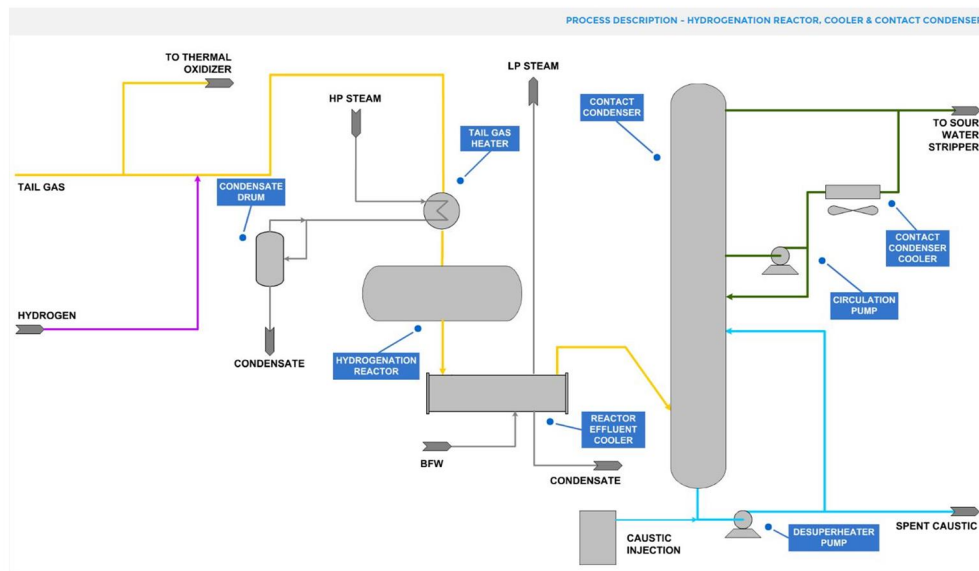 PROCESS DESCRIPTION – HYDROGENATION REACTOR, COOLER & CONTACT CONDENSER
TO THERMAL
OXIDIZER
LP STEAM
HP STEAM
CONTACT
CONDENSER
TO SOUR
WATER
STRIPPER
TAIL GAS
HEATER
TAIL GAS
CONDENSATE
DRUM
CONTACT
CONDENSER
COOLER
CIRCULATION
PUMP
HYDROGEN
CONDENSATE
HYDROGENATION
REACTOR
REACTOR
EFFLUENT
COOLER
BFW
CONDENSATE
SPENT CAUSTIC
DESUPERHEATER
PUMP
CAUSTIC
INJECTION